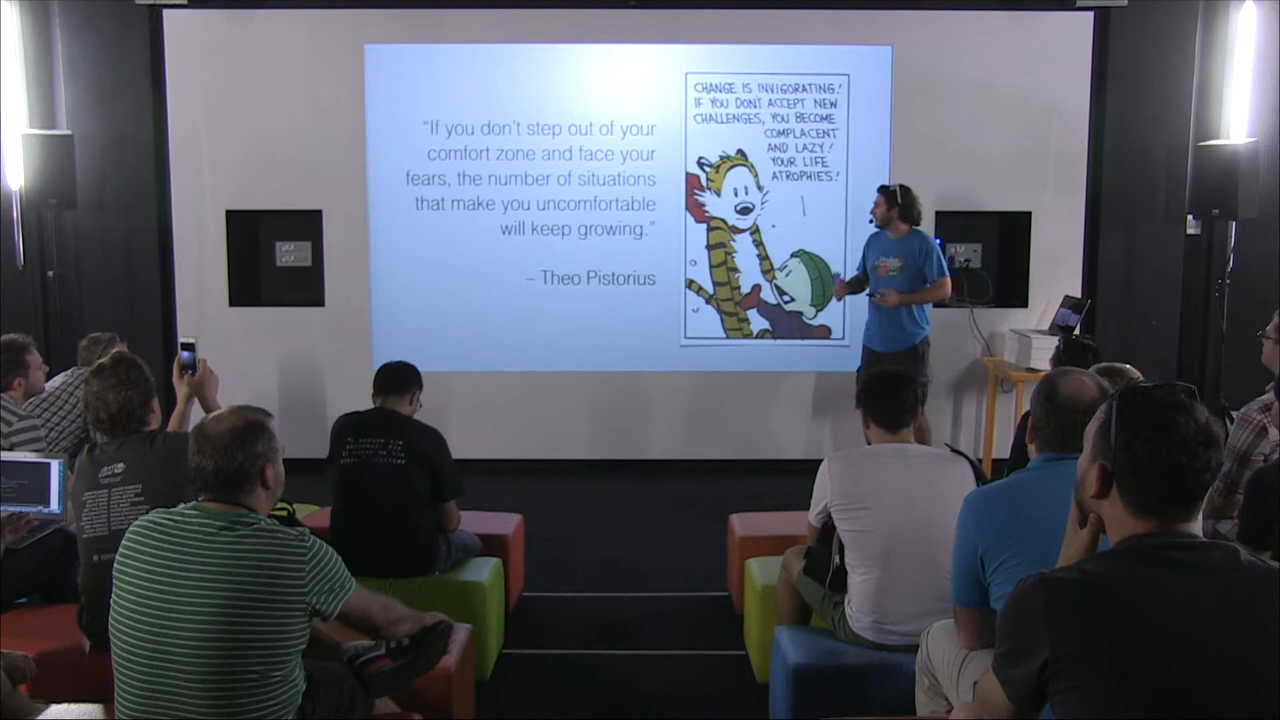 “If you don’t step out of your
comfort zone and face your
fears, the number of situations
that make you uncomfortable
will keep growing.”
– Theo Pistorius
CHANGE IS INVIGORATING!
IF YOU DONT ACCEPT NEW
CHALLENGES, YOU BECOME
COMPLACENT
AND LAZY!
YOUR LIFE
ATROPHIES!